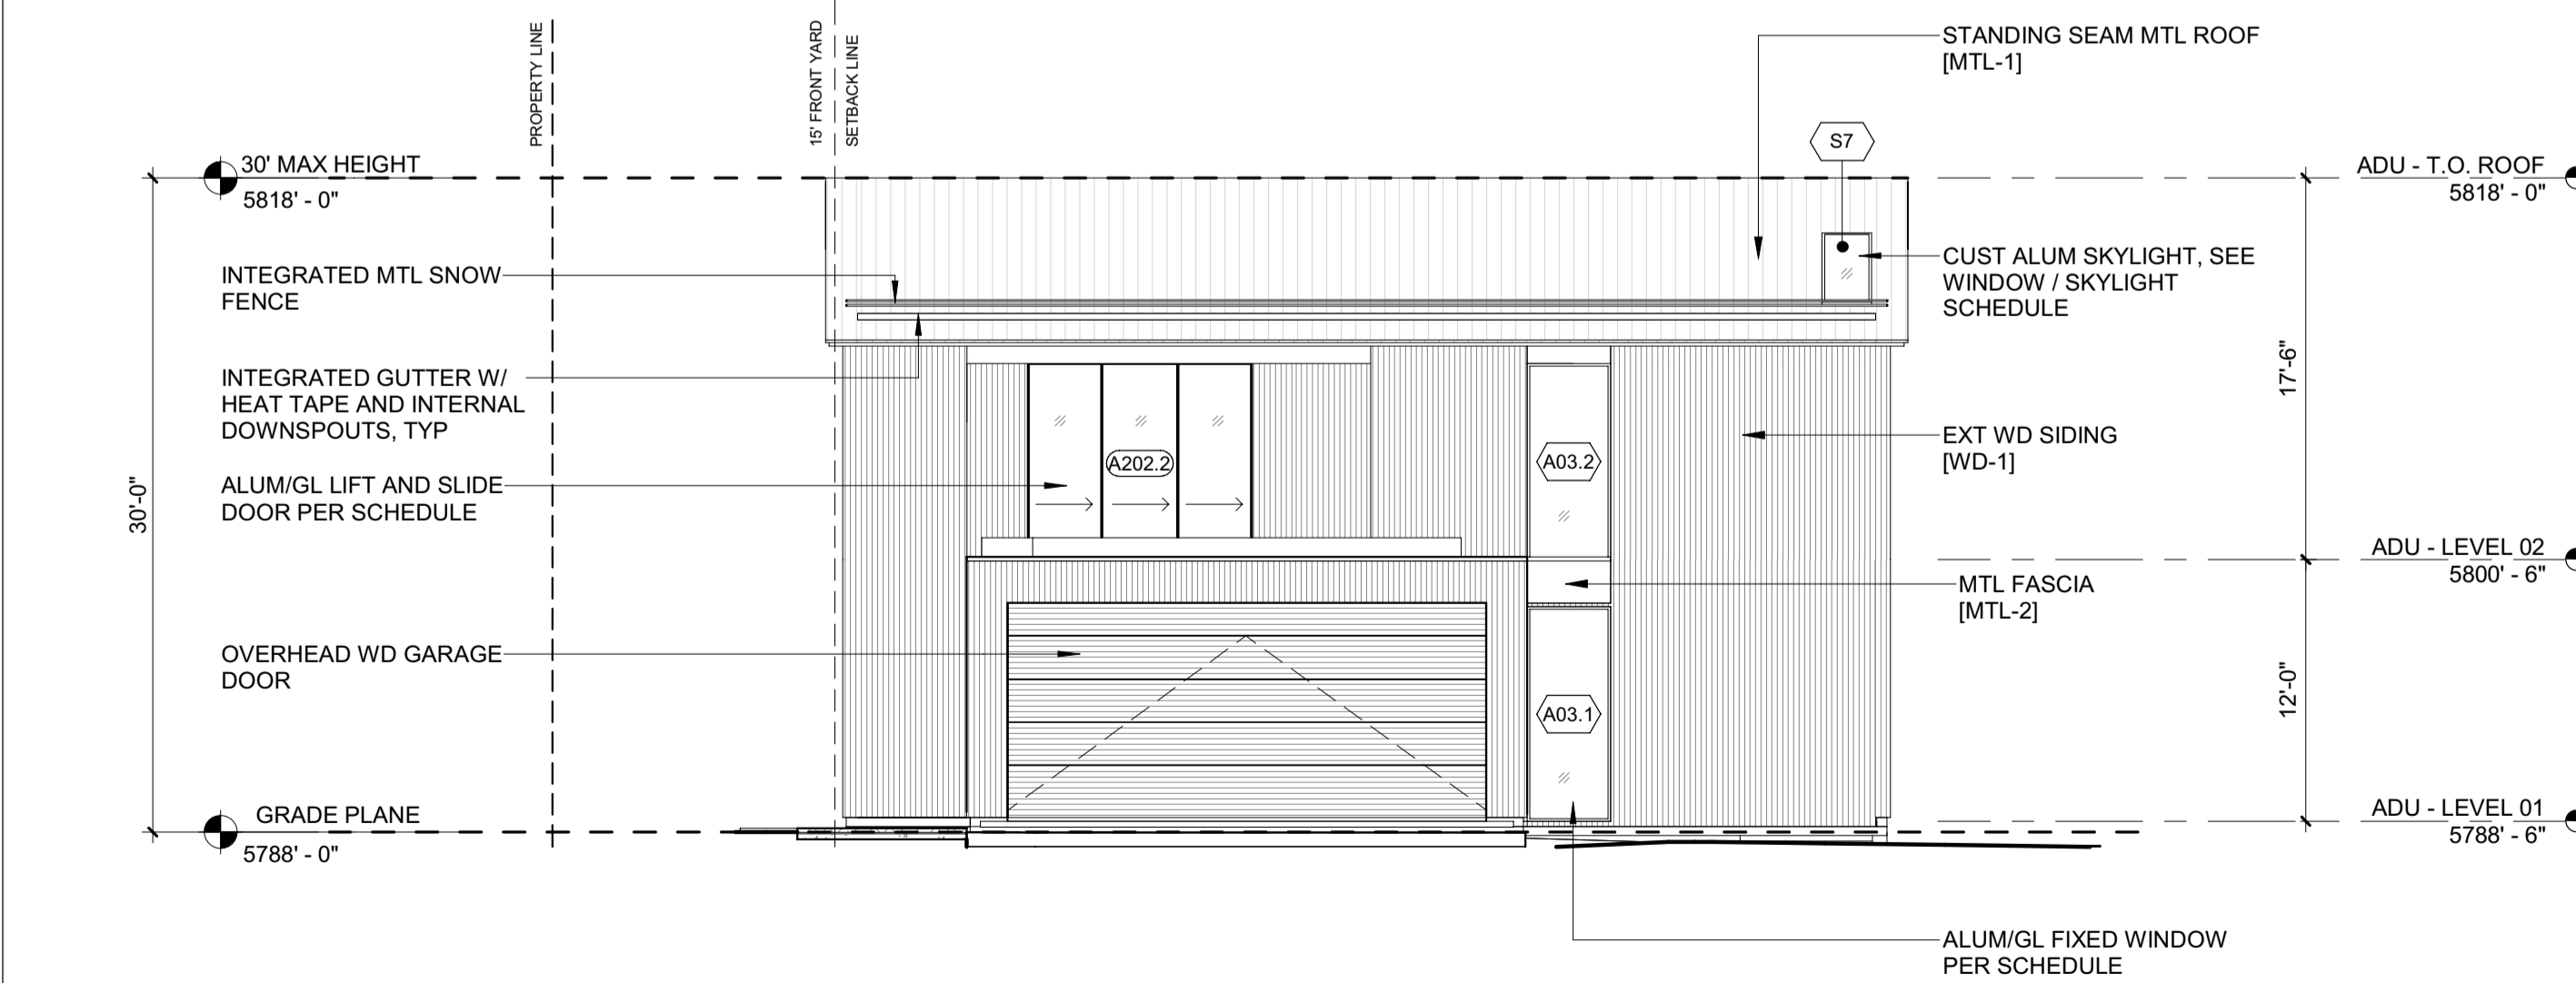 PROPERTY LINE
15' FRONT YARD
SETBACK LINE
STANDING SEAM MTL ROOF
[MTL-1]
S7
30' MAX HEIGHT
5818' - 0"
ADU - T.O. ROOF
5818' - 0"
INTEGRATED MTL SNOW
FENCE
CUST ALUM SKYLIGHT, SEE
WINDOW / SKYLIGHT
SCHEDULE
INTEGRATED GUTTER W/
HEAT TAPE AND INTERNAL
DOWNSPOUTS, TYP
17'-6"
A202.2
A03.2
EXT WD SIDING
[WD-1]
ALUM/GL LIFT AND SLIDE
DOOR PER SCHEDULE
30'-0"
ADU - LEVEL 02
5800' - 6"
MTL FASCIA
[MTL-2]
OVERHEAD WD GARAGE
DOOR
12'-0"
A03.1
GRADE PLANE
5788' - 0"
ADU - LEVEL 01
5788' - 6"
ALUM/GL FIXED WINDOW
PER SCHEDULE